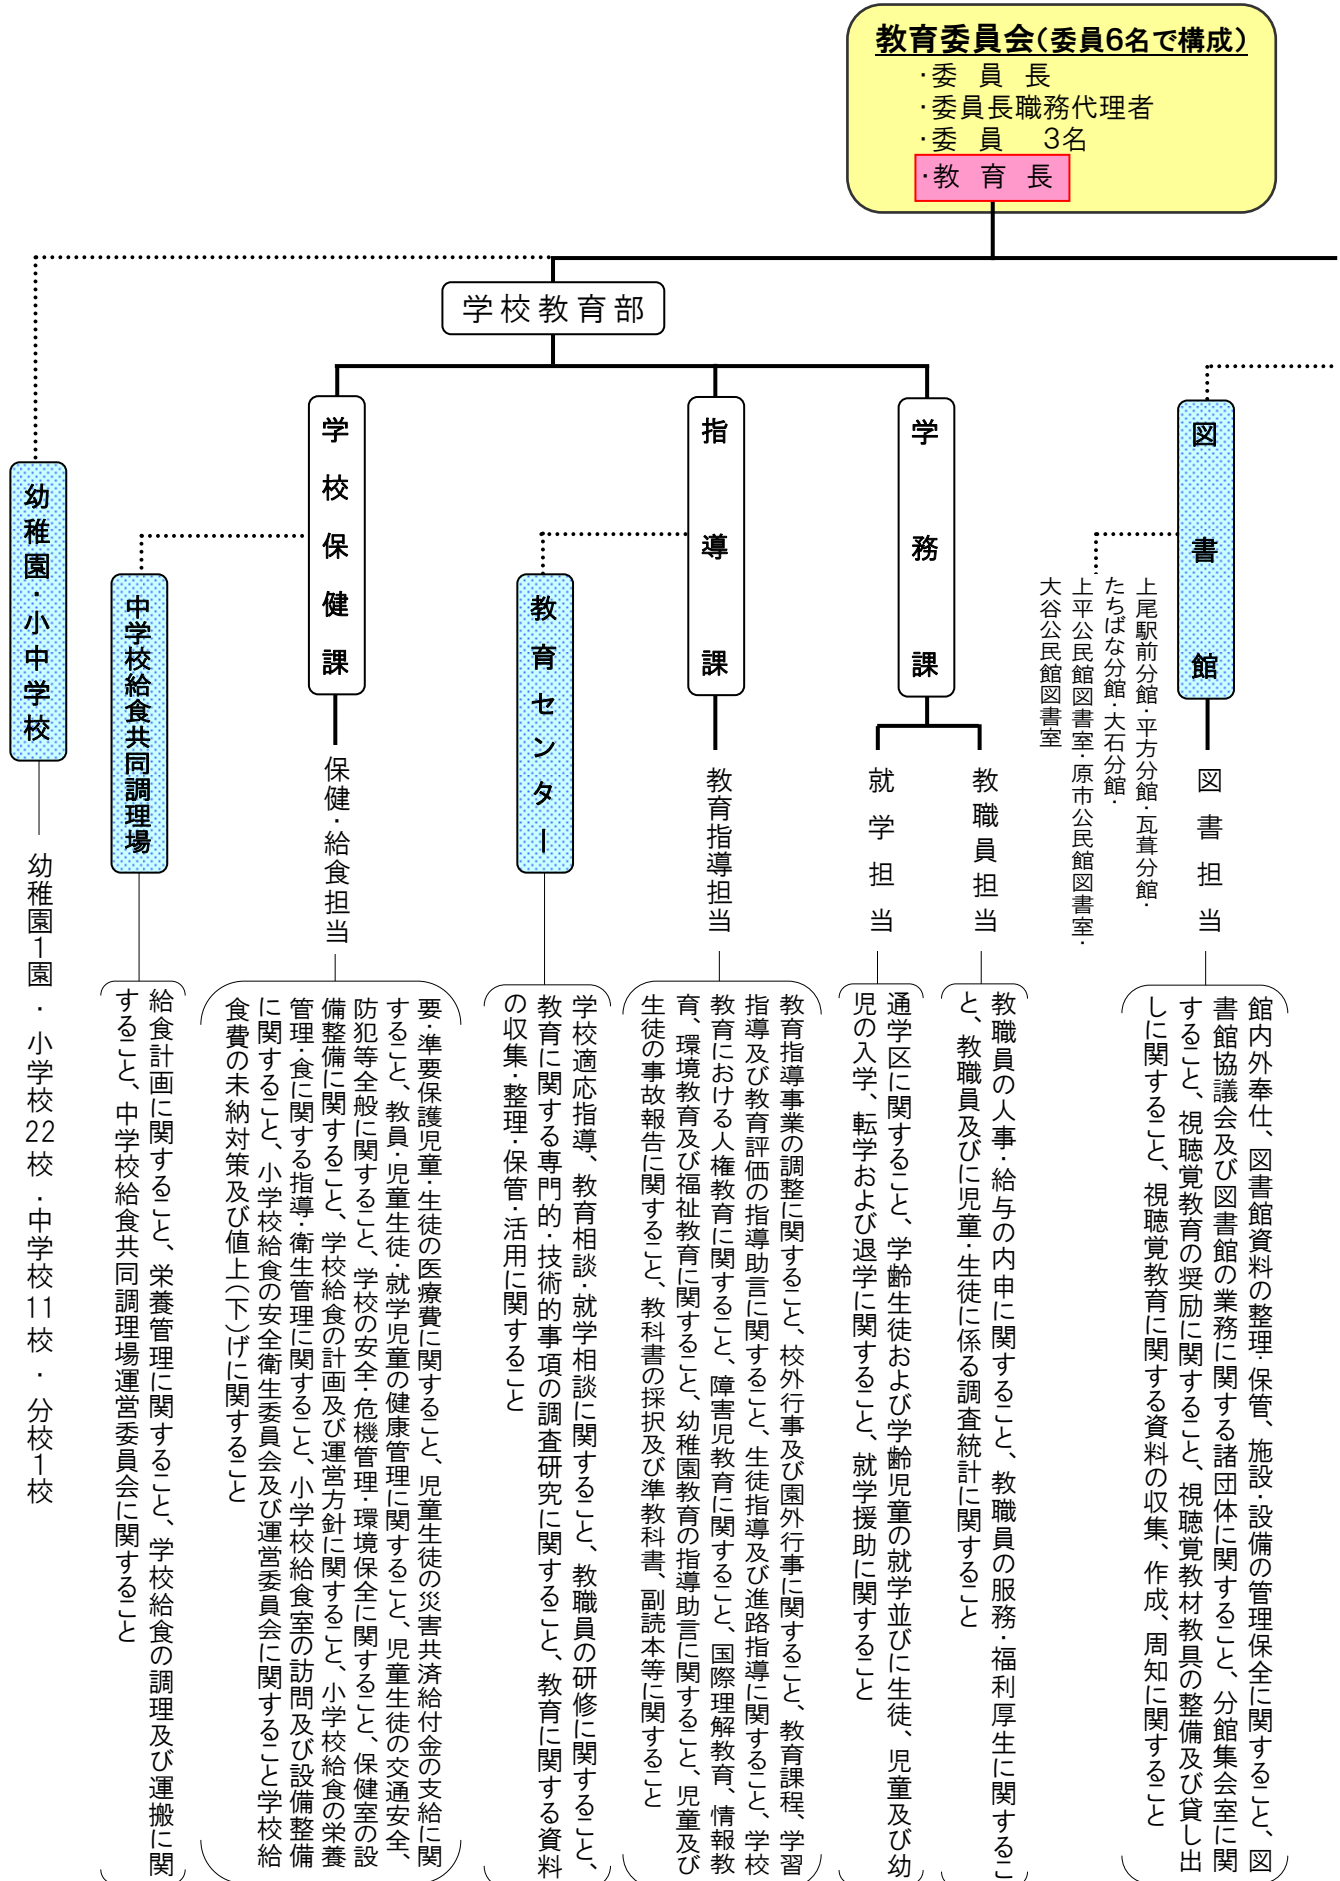 教育委員会(委員6名で構成)
・委員長
・委員長職務代理者
・委員 3名
・教育長
学校教育部
図書館
学務課
指導課
学校保健課
幼稚園・小中学校
教育センター
中学校給食共同調理場
上尾駅前分館・平方分館・瓦葺分館・
たちばな分館・大石分館・
上平公民館図書室・原市公民館図書室・
大谷公民館図書室
図書担当
教職員担当
就学担当
教育指導担当
保健・給食担当
幼稚園1園・小学校22校・中学校11校・分校1校
館内外奉仕、図書館資料の整理・保管、施設・設備の管理保全に関すること、図
書館協議会及び図書館の業務に関する諸団体に関すること、分館集会室に関
すること、視聴覚教育の奨励に関すること、視聴覚教材教具の整備及び貸し出
しに関すること、視聴覚教育に関する資料の収集、作成、周知に関すること
教職員の人事・給与の内申に関すること、教職員の服務・福利厚生に関するこ
と、教職員及びに児童・生徒に係る調査統計に関すること
通学区に関すること、学齢生徒および学齢児童の就学並びに生徒、児童及び幼
児の入学、転学および退学に関すること、就学援助に関すること
教育指導事業の調整に関すること、校外行事及び園外行事に関すること、教育課程、学習
指導及び教育評価の指導助言に関すること、生徒指導及び進路指導に関すること、学校
教育における人権教育に関すること、障害児教育に関すること、国際理解教育、情報教
育、環境教育及び福祉教育に関すること、幼稚園教育の指導助言に関すること、児童及び
生徒の事故報告に関すること、教科書の採択及び準教科書、副読本等に関すること
学校適応指導、教育相談・就学相談に関すること、教職員の研修に関すること、
教育に関する専門的・技術的事項の調査研究に関すること、教育に関する資料
の収集・整理・保管・活用に関すること
要・準要保護児童・生徒の医療費に関すること、児童生徒の災害共済給付金の支給に関
すること、教員・児童生徒・就学児童の健康管理に関すること、児童生徒の交通安全、
防犯等全般に関すること、学校の安全・危機管理・環境保全に関すること、保健室の設
備整備に関すること、学校給食の計画及び運営方針に関すること、小学校給食の栄養
管理・食に関する指導・衛生管理に関すること、小学校給食室の訪問及び設備整備
に関すること、小学校給食の安全衛生委員会及び運営委員会に関すること学校給
食費の未納対策及び値上(下)げに関すること
給食計画に関すること、栄養管理に関すること、学校給食の調理及び運搬に関
すること、中学校給食共同調理場運営委員会に関すること